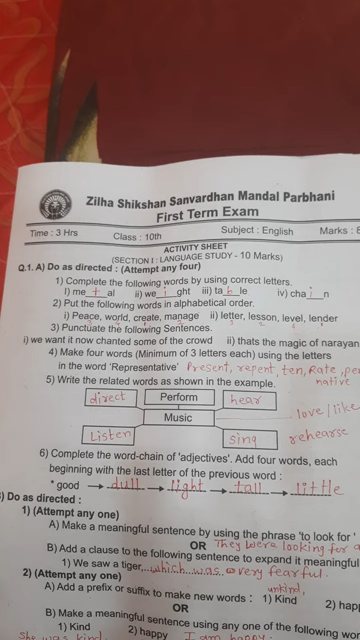 Zilha Shikshan Sanvardhan Mandal Parbhani
First Term Exam
Time : 3 Hrs Class : 10th Subject : English Marks : 8
ACTIVITY SHEET
(SECTION I : LANGUAGE STUDY - 10 Marks)
Q.1. A) Do as directed : (Attempt any four)
1) Complete the following words by using correct letters.
i) me t al ii) we i ght iii) ta b le iv) cha i n
2) Put the following words in alphabetical order.
i) Peace, world, create, manage ii) letter, lesson, level, lender
3) Punctuate the following Sentences.
i) we want it now chanted some of the crowd ii) thats the magic of narayan
4) Make four words (Minimum of 3 letters each) using the letters
in the word 'Representative' Present, repent, ten, Rate, pe
native
5) Write the related words as shown in the example.
direct Perform hear
Music love/like
Listen sing rehearse
6) Complete the word-chain of 'adjectives'. Add four words, each
beginning with the last letter of the previous word :
* good → dull → light → tall → little
) Do as directed :
1) (Attempt any one)
A) Make a meaningful sentence by using the phrase 'to look for '
OR They were looking for a
B) Add a clause to the following sentence to expand it meaningful
1) We saw a tiger,...which was very fearful.
2) (Attempt any one) unkind,
A) Add a prefix or suffix to make new words : 1) Kind 2) happ
OR
B) Make a meaningful sentence using any one of the following wo
1) Kind 2) happy I am happy.
She was kind.